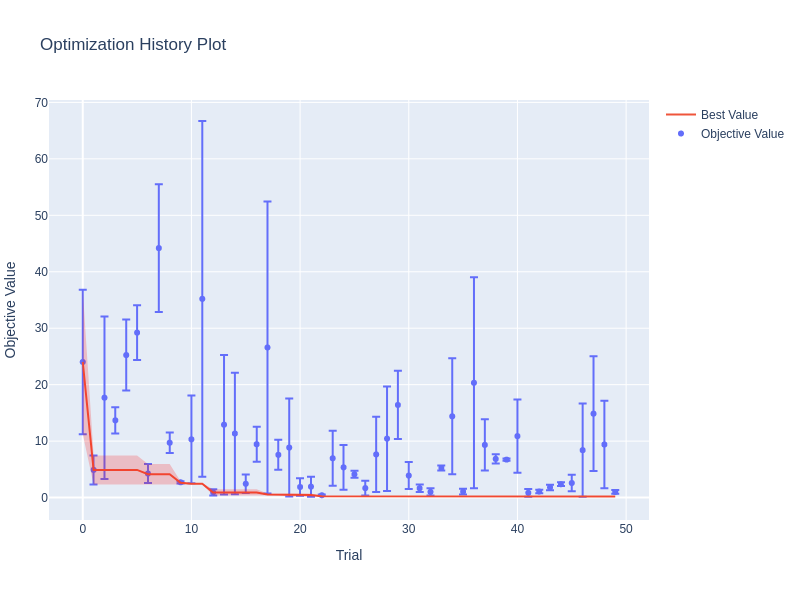 Optimization History Plot
Best Value
Objective Value
70
60
50
40
30
20
10
0
Objective Value
0 10 20 30 40 50
Trial